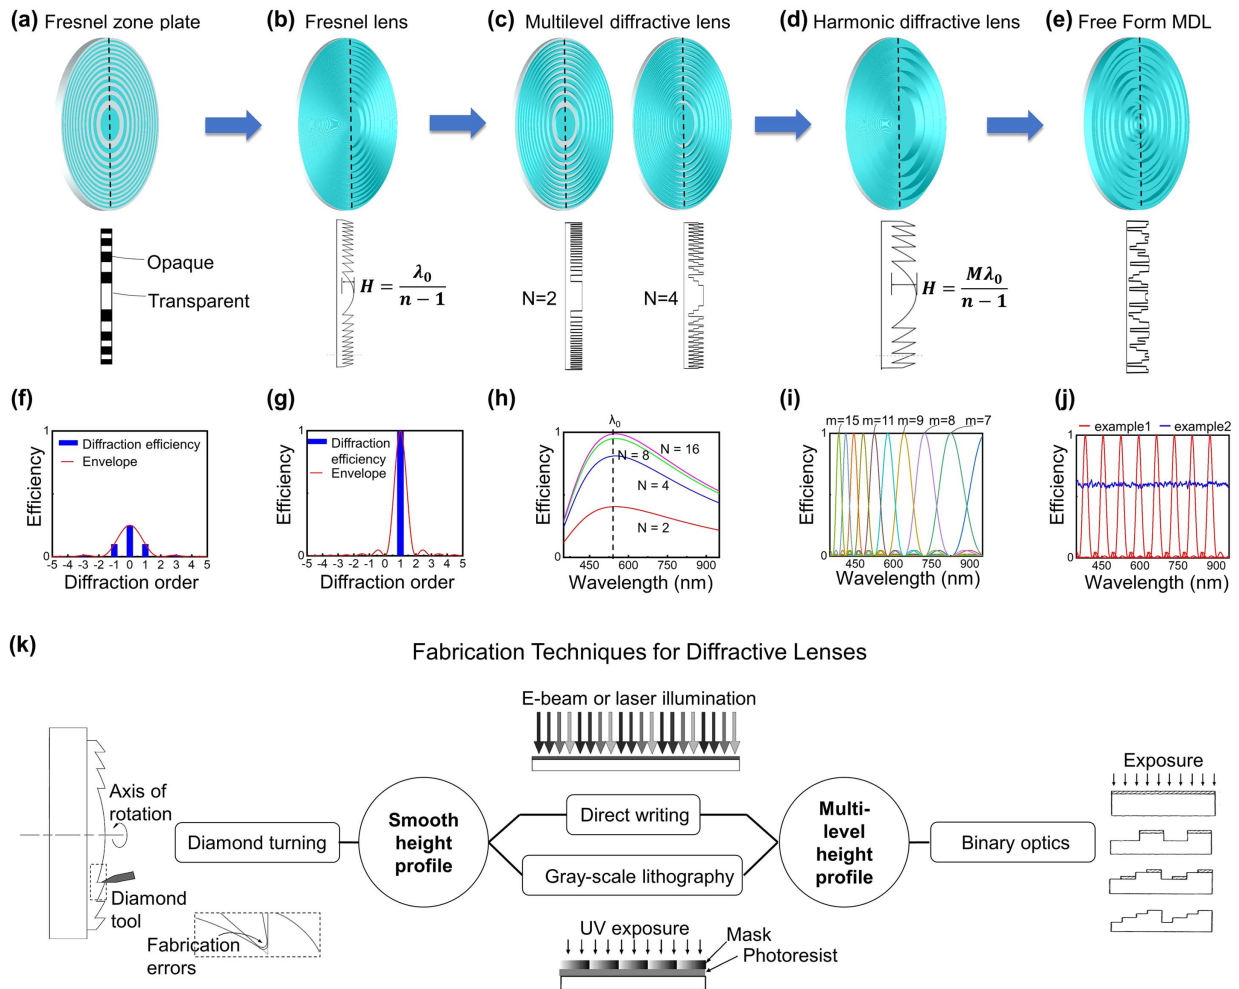 (a) Fresnel zone plate
(b) Fresnel lens
(c) Multilevel diffractive lens
(d) Harmonic diffractive lens
(e) Free Form MDL
Opaque
Transparent
H = λ₀ / (n − 1)
N=2
N=4
H = Mλ₀ / (n − 1)
(f)
1
Efficiency
0
Diffraction efficiency
Envelope
-5 -4 -3 -2 -1 0 1 2 3 4 5
Diffraction order
(g)
1
Efficiency
0
Diffraction
efficiency
Envelope
-5 -4 -3 -2 -1 0 1 2 3 4 5
Diffraction order
(h)
λ₀
1
Efficiency
0
N = 16
N = 8
N = 4
N = 2
450 600 750 900
Wavelength (nm)
(i)
m=15 m=11 m=9 m=8 m=7
1
Efficiency
0
450 600 750 900
Wavelength (nm)
(j)
example1 example2
1
Efficiency
0
450 600 750 900
Wavelength (nm)
(k)
Fabrication Techniques for Diffractive Lenses
E-beam or laser illumination
Axis of
rotation
Diamond
tool
Fabrication
errors
Diamond turning
Smooth
height
profile
Direct writing
Gray-scale lithography
UV exposure
Mask
Photoresist
Multi-
level
height
profile
Binary optics
Exposure